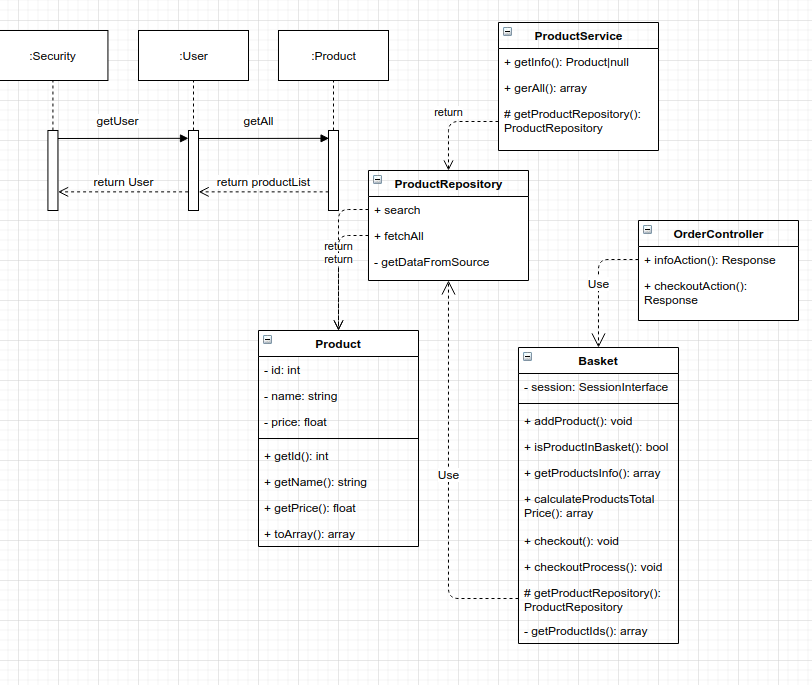 :Security
:User
:Product
getUser
getAll
return User
return productList
ProductService
+ getInfo(): Product|null
+ gerAll(): array
# getProductRepository():
ProductRepository
return
ProductRepository
+ search
+ fetchAll
- getDataFromSource
return
return
OrderController
+ infoAction(): Response
+ checkoutAction():
Response
Use
Product
- id: int
- name: string
- price: float
+ getId(): int
+ getName(): string
+ getPrice(): float
+ toArray(): array
Use
Basket
- session: SessionInterface
+ addProduct(): void
+ isProductInBasket(): bool
+ getProductsInfo(): array
+ calculateProductsTotal
Price(): array
+ checkout(): void
+ checkoutProcess(): void
# getProductRepository():
ProductRepository
- getProductIds(): array